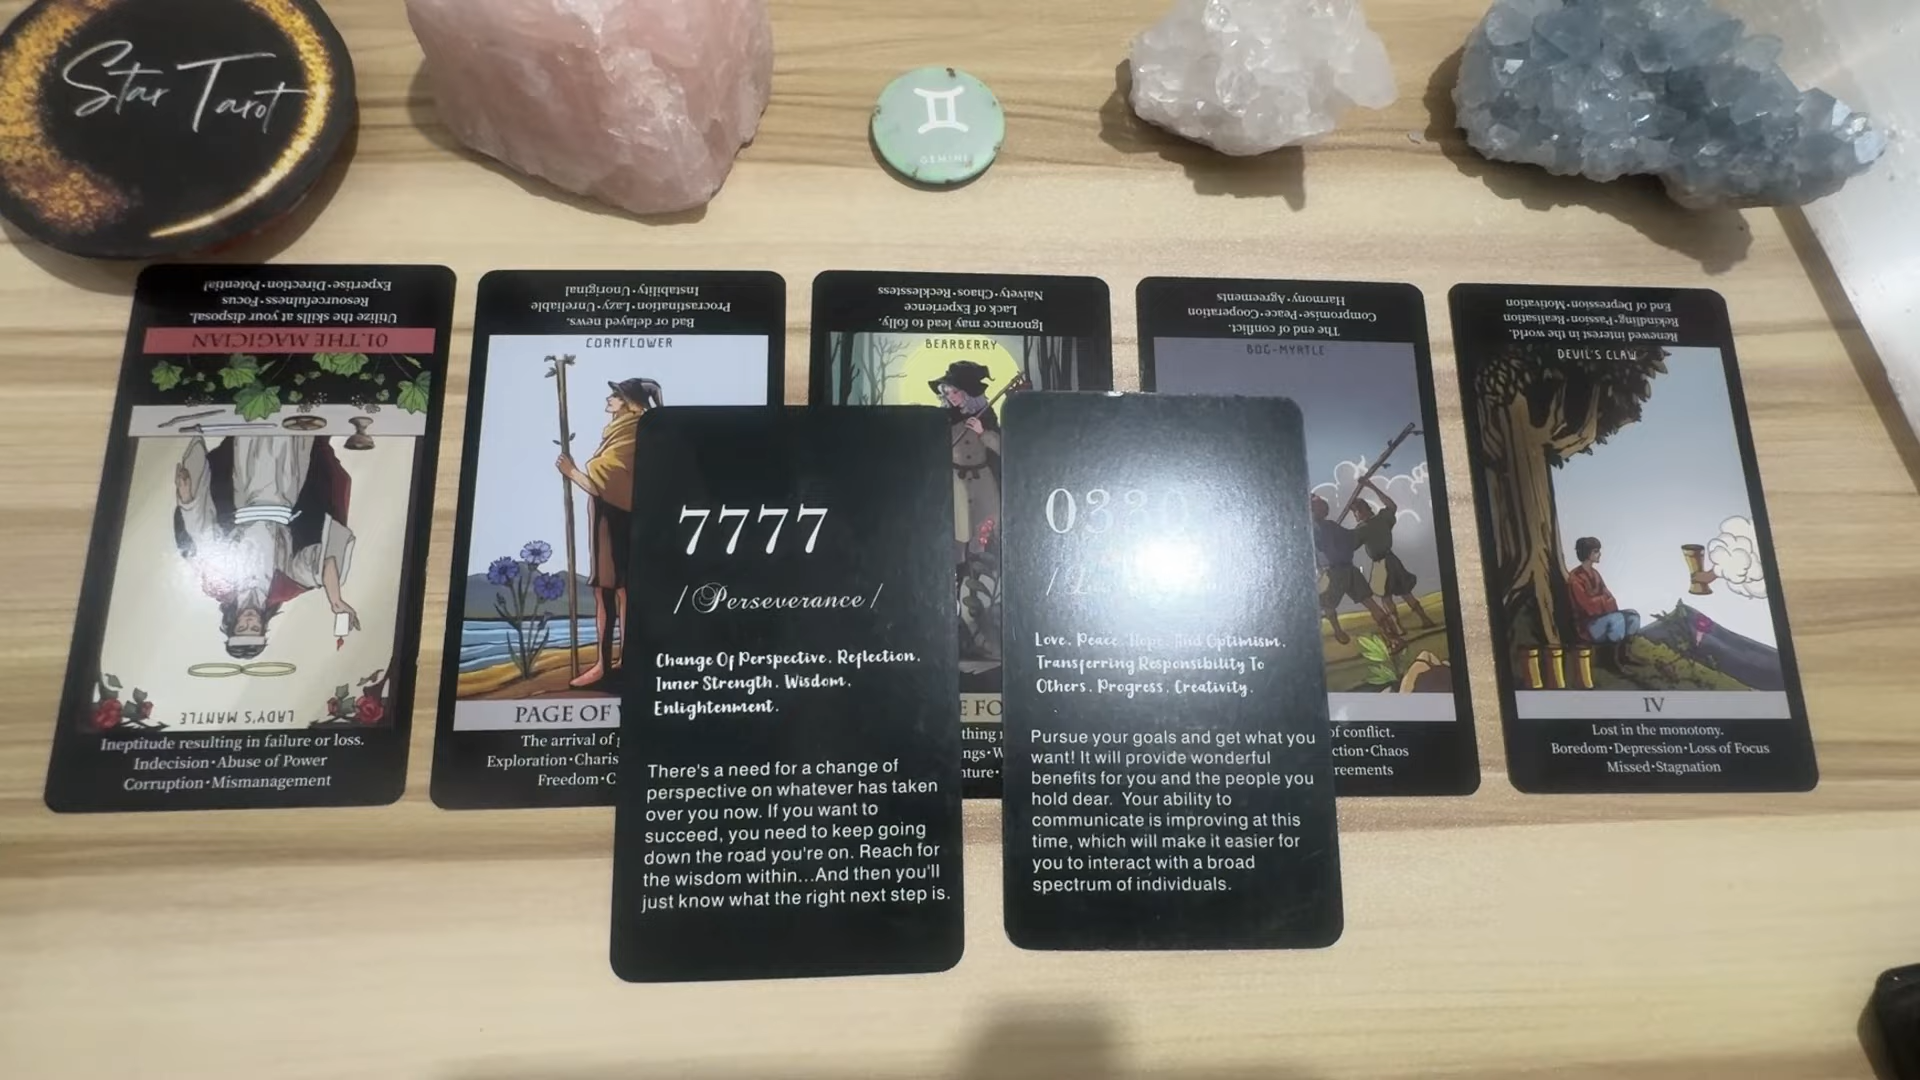 Star Tarot
GEMINI
Utilize the skills at your disposal.
Resourcefulness•Focus
Expertise•Direction•Potential
01.THE MAGICIAN
LADY'S MANTLE
Ineptitude resulting in failure or loss.
Indecision•Abuse of Power
Corruption•Mismanagement
Bad or delayed news.
Procrastination•Lazy•Unreliable
Instability•Unoriginal
CORNFLOWER
PAGE OF
The arrival of
Exploration•Charis
Freedom•C
Ignorance may lead to folly.
Lack of Experience
Naivety•Chaos•Recklessness
BEARBERRY
E FO
thing
ngs•W
nture•
The end of conflict.
Compromise•Peace•Cooperation
Harmony•Agreements
BOG-MYRTLE
of conflict.
ction•Chaos
reements
Renewed interest in the world.
Rekindling•Passion•Realisation
End of Depression•Motivation
DEVIL'S CLAW
IV
Lost in the monotony.
Boredom•Depression•Loss of Focus
Missed•Stagnation
7777
/Perseverance/
Change Of Perspective. Reflection.
Inner Strength. Wisdom.
Enlightenment.
There's a need for a change of
perspective on whatever has taken
over you now. If you want to
succeed, you need to keep going
down the road you're on. Reach for
the wisdom within...And then you'll
just know what the right next step is.
0330
Love. Peace. Hope. And Optimism.
Transferring Responsibility To
Others. Progress. Creativity.
Pursue your goals and get what you
want! It will provide wonderful
benefits for you and the people you
hold dear. Your ability to
communicate is improving at this
time, which will make it easier for
you to interact with a broad
spectrum of individuals.